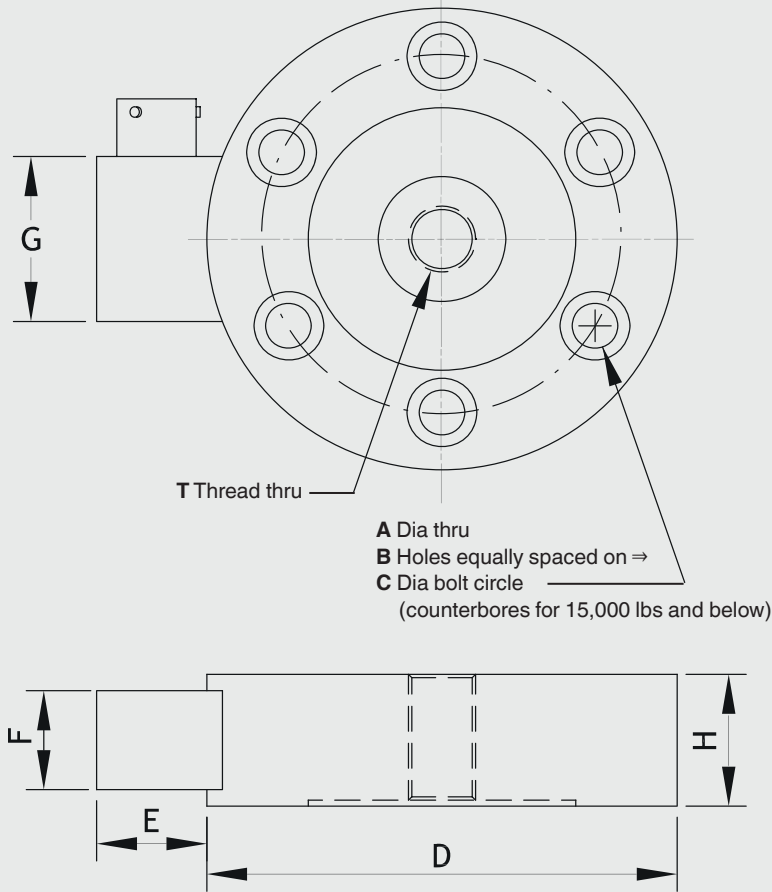 G
T Thread thru
A Dia thru
B Holes equally spaced on ⇒
C Dia bolt circle
(counterbores for 15,000 lbs and below)
F
H
E
D